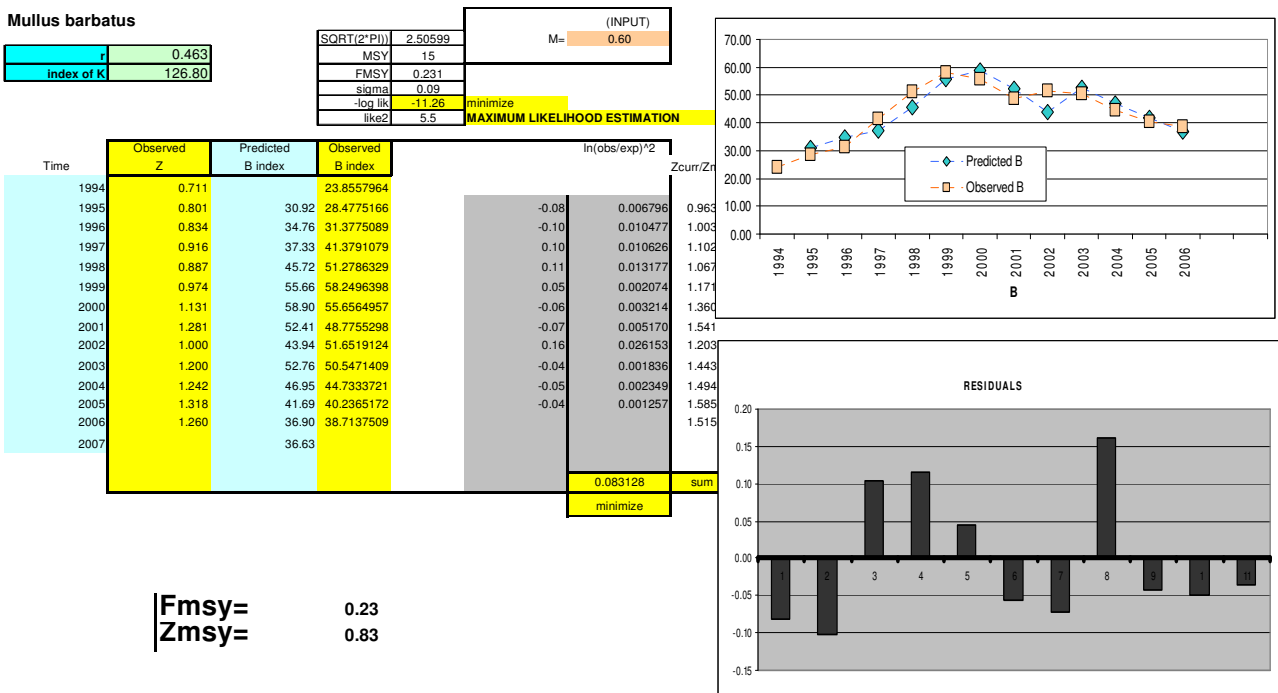 Mullus barbatus
r 0.463
index of K 126.80
SQRT(2*PI)) 2.50599
MSY 15
FMSY 0.231
sigma 0.09
-log lik -11.26 minimize
like2 5.5 MAXIMUM LIKELIHOOD ESTIMATION
(INPUT)
M= 0.60
Observed Predicted Observed ln(obs/exp)^2
Time Z B index B index Zcurr/Zm
1994 0.711 23.8557964
1995 0.801 30.92 28.4775166 -0.08 0.006796 0.963
1996 0.834 34.76 31.3775089 -0.10 0.010477 1.003
1997 0.916 37.33 41.3791079 0.10 0.010626 1.102
1998 0.887 45.72 51.2786329 0.11 0.013177 1.067
1999 0.974 55.66 58.2496398 0.05 0.002074 1.171
2000 1.131 58.90 55.6564957 -0.06 0.003214 1.360
2001 1.281 52.41 48.7755298 -0.07 0.005170 1.541
2002 1.000 43.94 51.6519124 0.16 0.026153 1.203
2003 1.200 52.76 50.5471409 -0.04 0.001836 1.443
2004 1.242 46.95 44.7333721 -0.05 0.002349 1.494
2005 1.318 41.69 40.2365172 -0.04 0.001257 1.585
2006 1.260 36.90 38.7137509 1.515
2007 36.63
0.083128 sum
minimize
Fmsy= 0.23
Zmsy= 0.83
70.00
60.00
50.00
40.00
30.00
20.00
10.00
0.00
Predicted B
Observed B
1994 1995 1996 1997 1998 1999 2000 2001 2002 2003 2004 2005 2006
B
RESIDUALS
0.20
0.15
0.10
0.05
0.00
-0.05
-0.10
-0.15
1 2 3 4 5 6 7 8 9 1 11